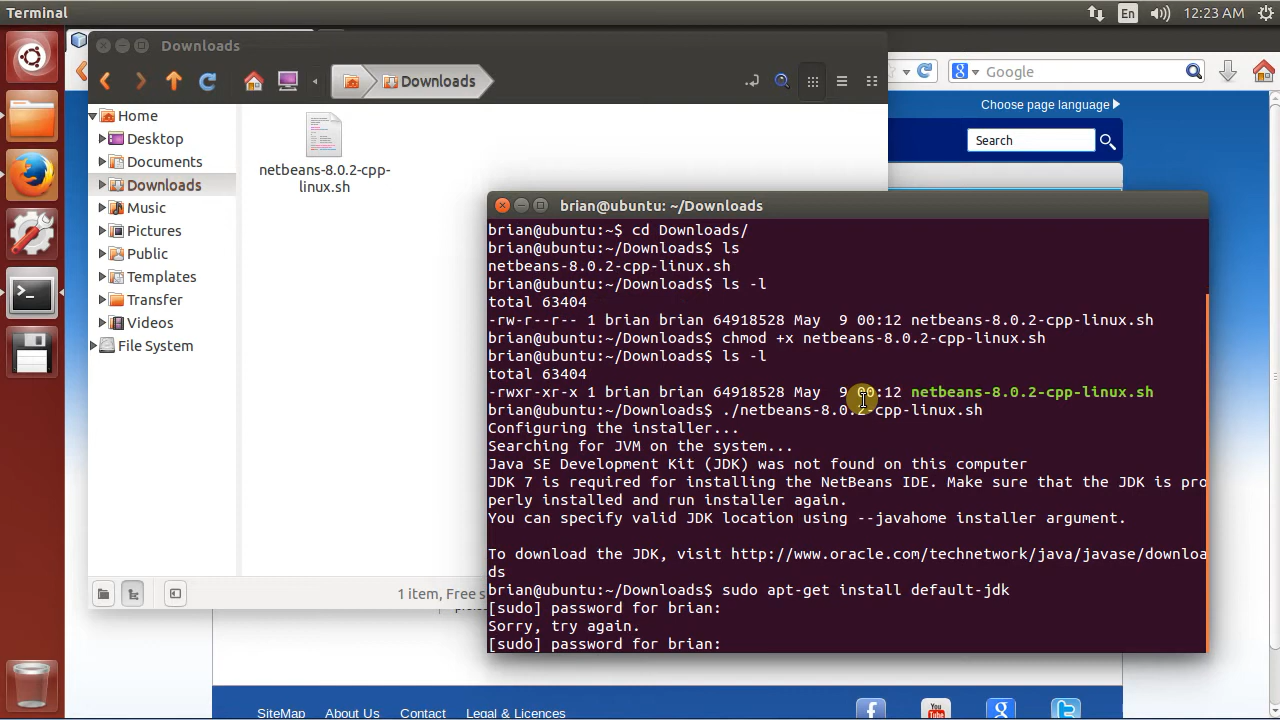 Terminal
En
12:23 AM
Downloads
Downloads
Google
Home
Desktop
Documents
Downloads
Music
Pictures
Public
Templates
Transfer
Videos
File System
netbeans-8.0.2-cpp-
linux.sh
1 item, Free s
Choose page language
Search
brian@ubuntu: ~/Downloads
brian@ubuntu:~$ cd Downloads/
brian@ubuntu:~/Downloads$ ls
netbeans-8.0.2-cpp-linux.sh
brian@ubuntu:~/Downloads$ ls -l
total 63404
-rw-r--r-- 1 brian brian 64918528 May  9 00:12 netbeans-8.0.2-cpp-linux.sh
brian@ubuntu:~/Downloads$ chmod +x netbeans-8.0.2-cpp-linux.sh
brian@ubuntu:~/Downloads$ ls -l
total 63404
-rwxr-xr-x 1 brian brian 64918528 May  9 00:12 netbeans-8.0.2-cpp-linux.sh
brian@ubuntu:~/Downloads$ ./netbeans-8.0.2-cpp-linux.sh
Configuring the installer...
Searching for JVM on the system...
Java SE Development Kit (JDK) was not found on this computer
JDK 7 is required for installing the NetBeans IDE. Make sure that the JDK is pro
perly installed and run installer again.
You can specify valid JDK location using --javahome installer argument.
To download the JDK, visit http://www.oracle.com/technetwork/java/javase/downloa
ds
brian@ubuntu:~/Downloads$ sudo apt-get install default-jdk
[sudo] password for brian:
Sorry, try again.
[sudo] password for brian:
SiteMap
About Us
Contact
Legal & Licences